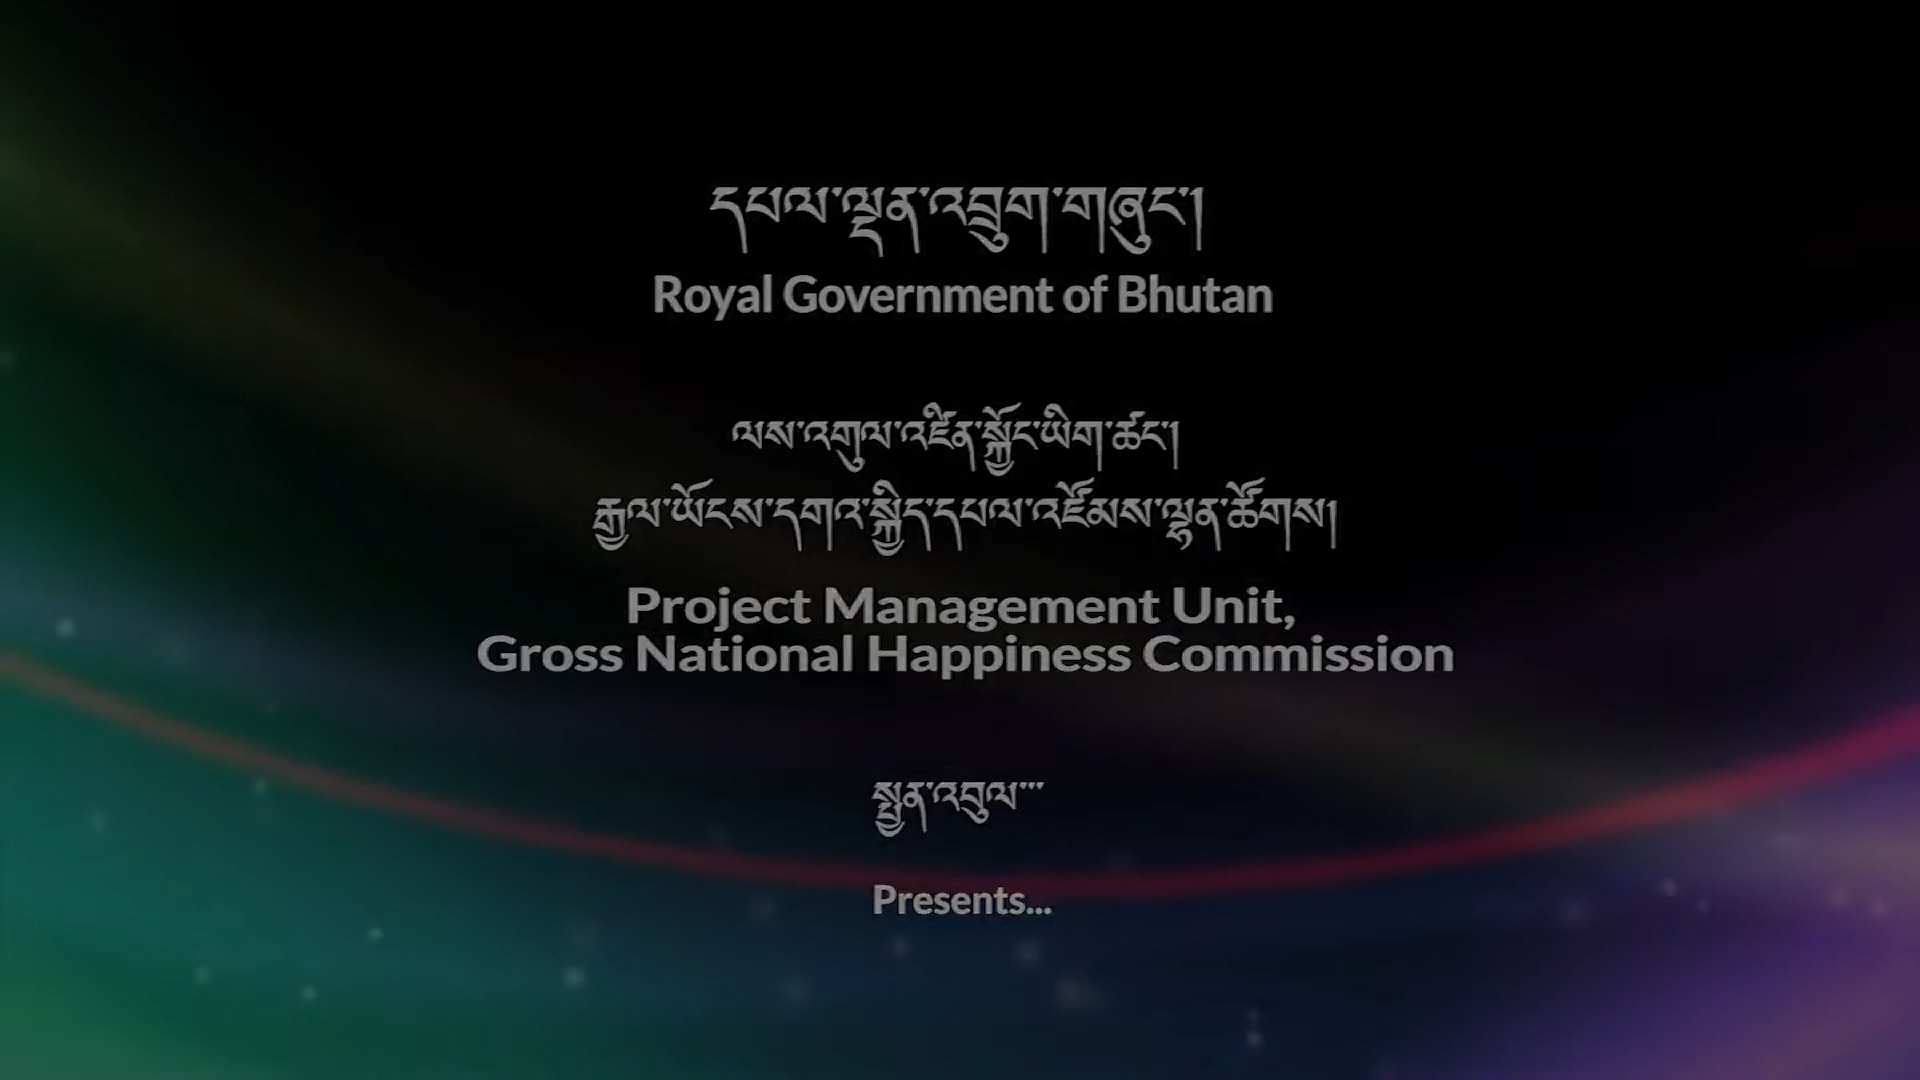 དཔལ་ལྡན་འབྲུག་གཞུང་།
Royal Government of Bhutan
ལས་འགུལ་འཛིན་སྐྱོང་ཡིག་ཚང་།
རྒྱལ་ཡོངས་དགའ་སྐྱིད་དཔལ་འཛོམས་ལྷན་ཚོགས།
Project Management Unit,
Gross National Happiness Commission
སྤྱན་འབུལ་་་
Presents...